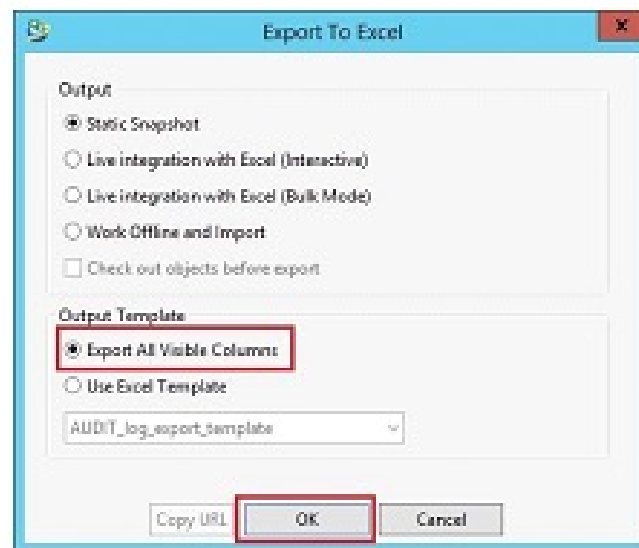 Export To Excel
Output
Static Snapshot
Live integration with Excel (Interactive)
Live integration with Excel (Bulk Mode)
Work Offline and Import
Check out objects before export
Output Template
Export All Visible Columns
Use Excel Template
AUDIT_log_export_template
Copy URL OK Cancel